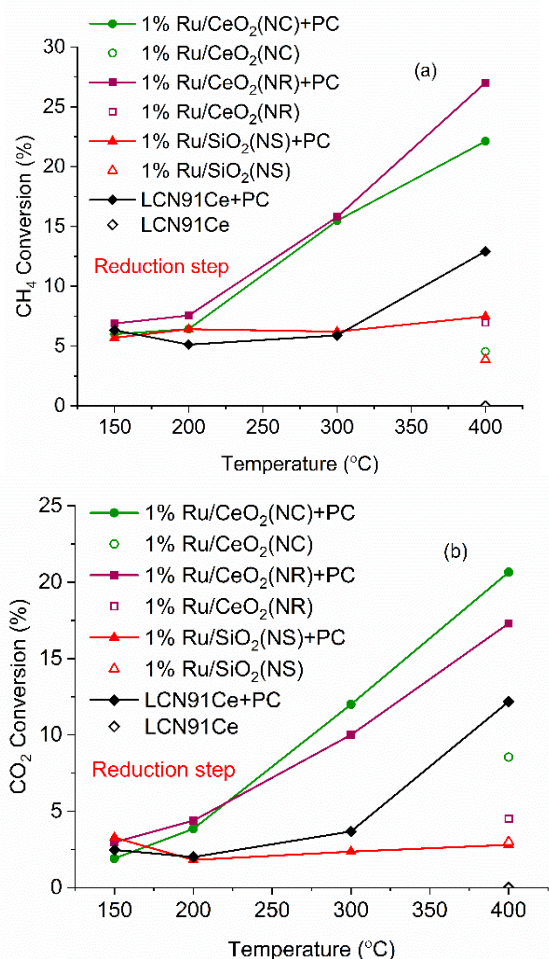 1% Ru/CeO₂(NC)+PC
1% Ru/CeO₂(NC)
1% Ru/CeO₂(NR)+PC
(a)
1% Ru/CeO₂(NR)
1% Ru/SiO₂(NS)+PC
1% Ru/SiO₂(NS)
LCN91Ce+PC
LCN91Ce
Reduction step
CH₄ Conversion (%)
30
25
20
15
10
5
0
150 200 250 300 350 400
Temperature (°C)
1% Ru/CeO₂(NC)+PC
1% Ru/CeO₂(NC)
(b)
1% Ru/CeO₂(NR)+PC
1% Ru/CeO₂(NR)
1% Ru/SiO₂(NS)+PC
1% Ru/SiO₂(NS)
LCN91Ce+PC
LCN91Ce
Reduction step
CO₂ Conversion (%)
25
20
15
10
5
0
150 200 250 300 350 400
Temperature (°C)